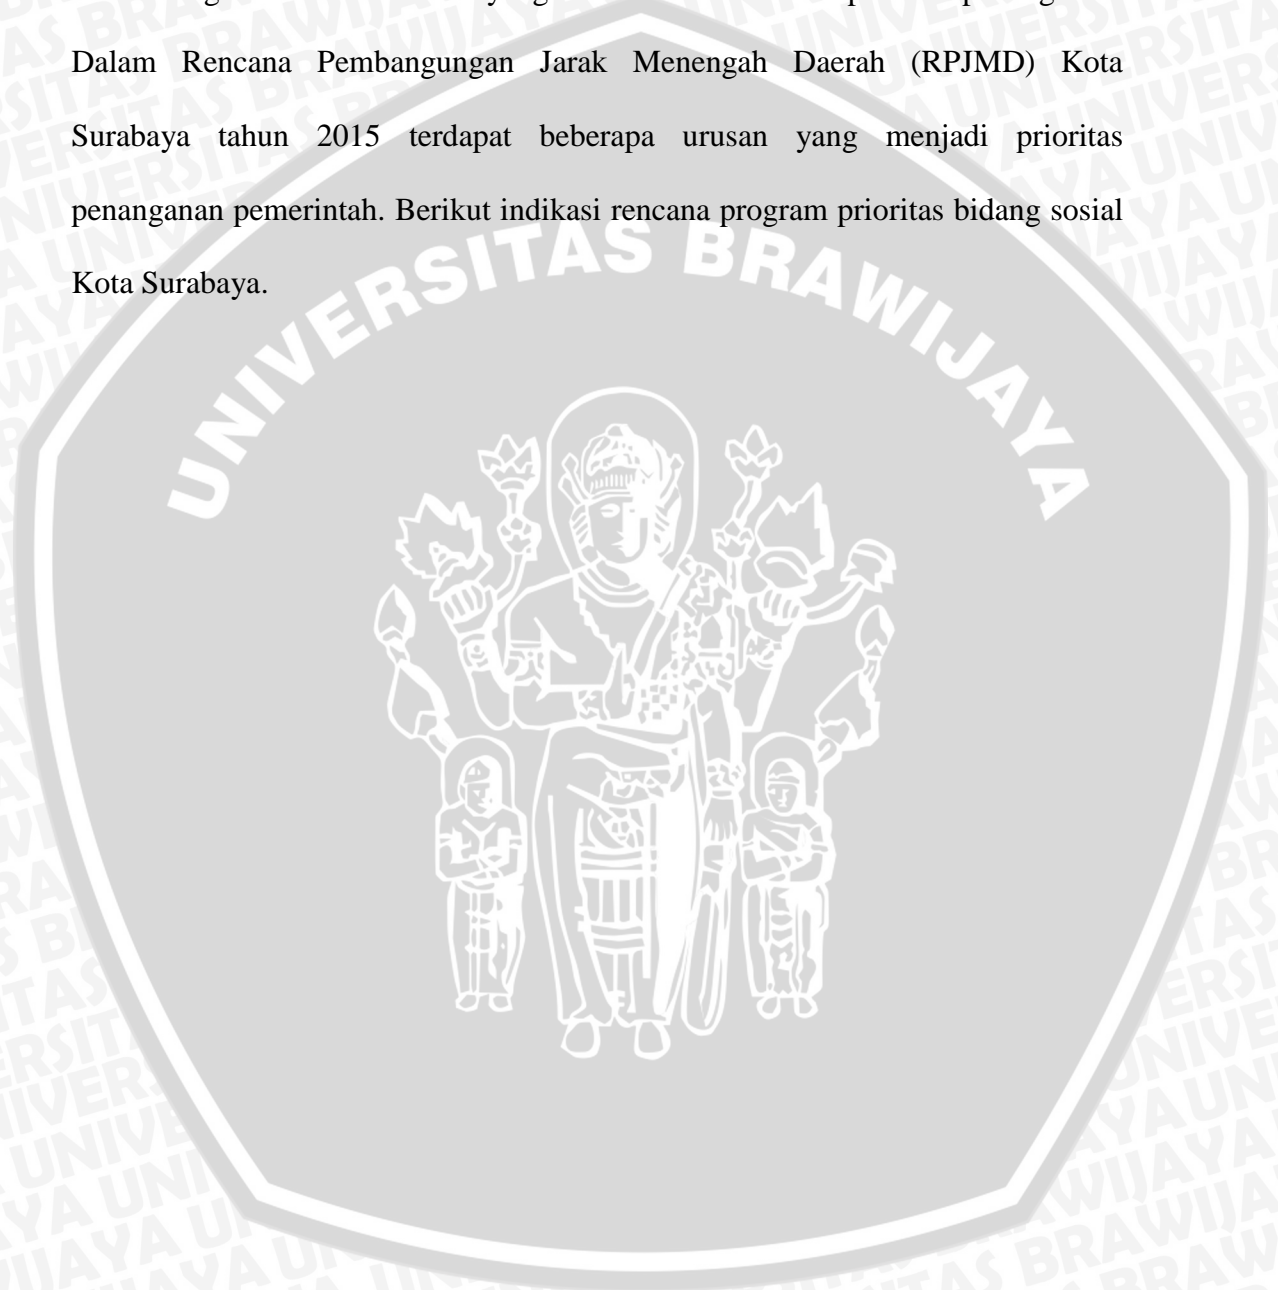 Dalam Rencana Pembangungan Jarak Menengah Daerah (RPJMD) Kota
Surabaya tahun 2015 terdapat beberapa urusan yang menjadi prioritas
penanganan pemerintah. Berikut indikasi rencana program prioritas bidang sosial
Kota Surabaya.
UNIVERSITAS BRAWIJAYA